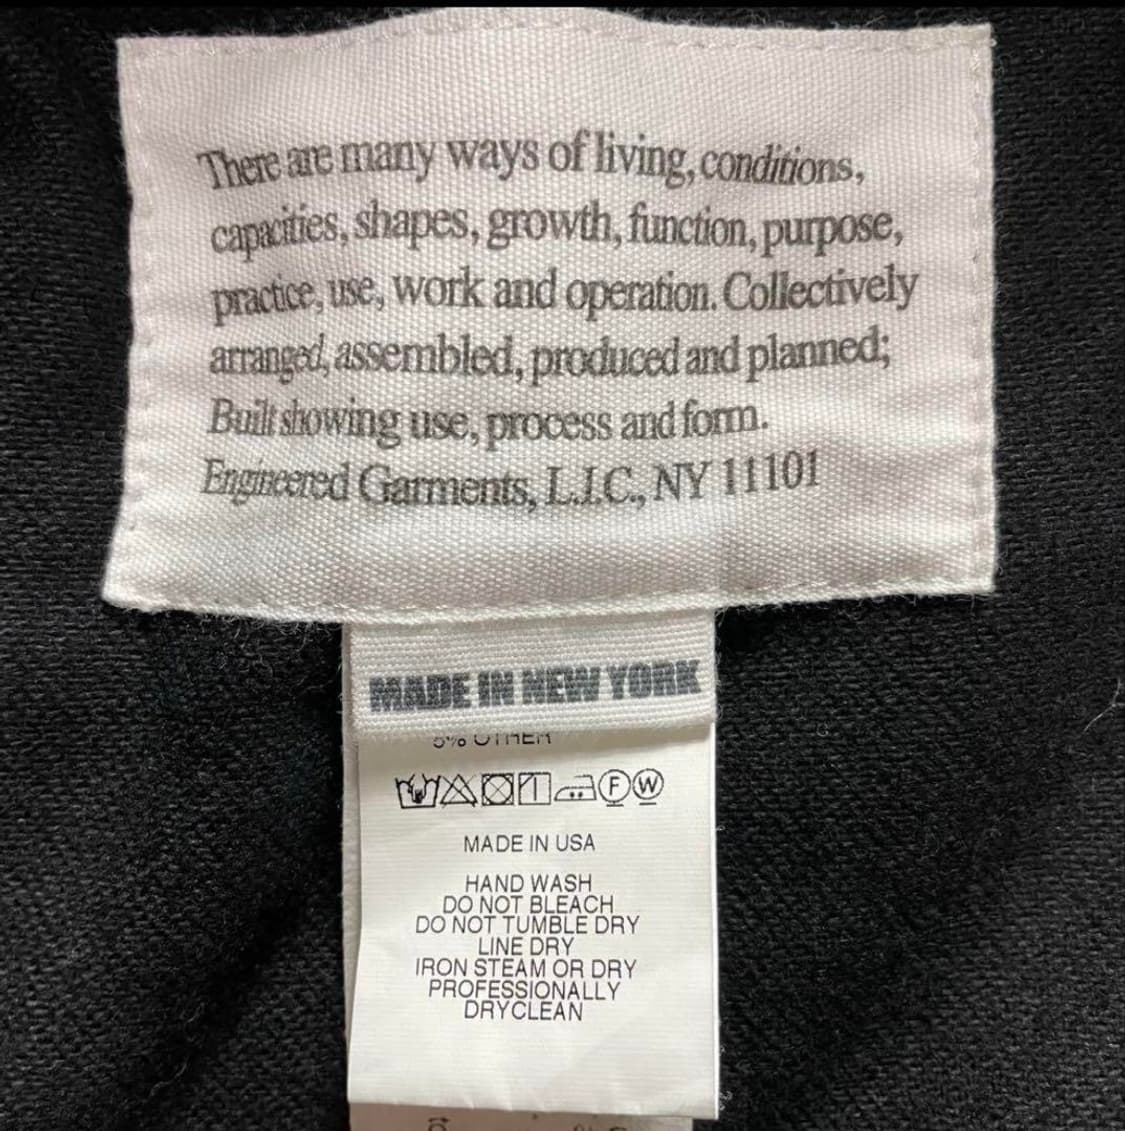 There are many ways of living, conditions,
capacities, shapes, growth, function, purpose,
practice, use, work and operation. Collectively
arranged, assembled, produced and planned;
Built showing use, process and form.
Engineered Garments, L.I.C., NY 11101
MADE IN NEW YORK
5% OTHER
F W
MADE IN USA
HAND WASH
DO NOT BLEACH
DO NOT TUMBLE DRY
LINE DRY
IRON STEAM OR DRY
PROFESSIONALLY
DRYCLEAN